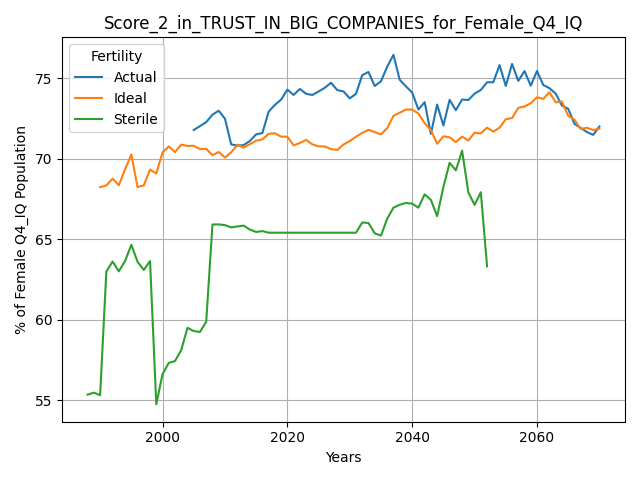 Score_2_in_TRUST_IN_BIG_COMPANIES_for_Female_Q4_IQ
Fertility
Actual
Ideal
Sterile
% of Female Q4_IQ Population
75
70
65
60
55
2000
2020
2040
2060
Years